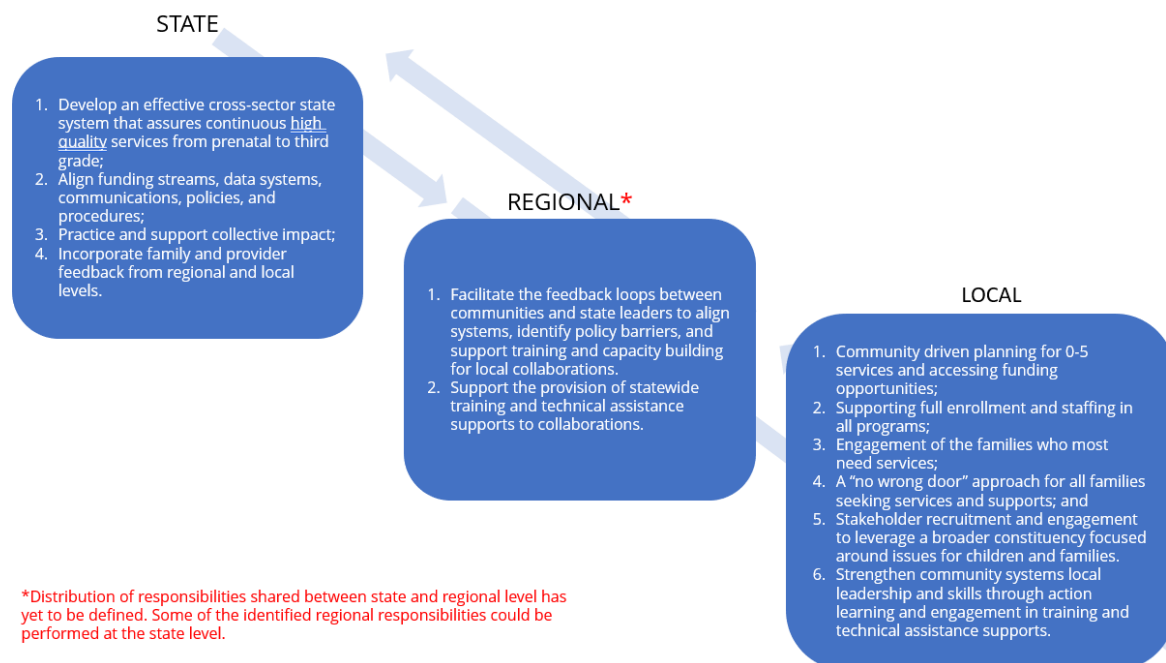 STATE
1. Develop an effective cross-sector state
system that assures continuous high
quality services from prenatal to third
grade;
2. Align funding streams, data systems,
communications, policies, and
procedures;
3. Practice and support collective impact;
4. Incorporate family and provider
feedback from regional and local
levels.
REGIONAL*
1. Facilitate the feedback loops between
communities and state leaders to align
systems, identify policy barriers, and
support training and capacity building
for local collaborations.
2. Support the provision of statewide
training and technical assistance
supports to collaborations.
LOCAL
1. Community driven planning for 0-5
services and accessing funding
opportunities;
2. Supporting full enrollment and staffing in
all programs;
3. Engagement of the families who most
need services;
4. A “no wrong door” approach for all families
seeking services and supports; and
5. Stakeholder recruitment and engagement
to leverage a broader constituency focused
around issues for children and families.
6. Strengthen community systems local
leadership and skills through action
learning and engagement in training and
technical assistance supports.
*Distribution of responsibilities shared between state and regional level has
yet to be defined. Some of the identified regional responsibilities could be
performed at the state level.